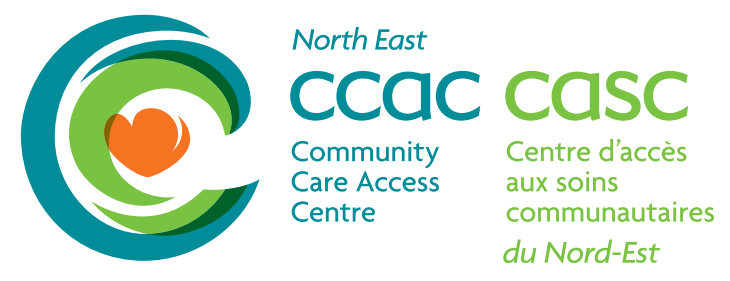 North East
ccac casc
Community
Care Access
Centre
Centre d'accès
aux soins
communautaires
du Nord-Est